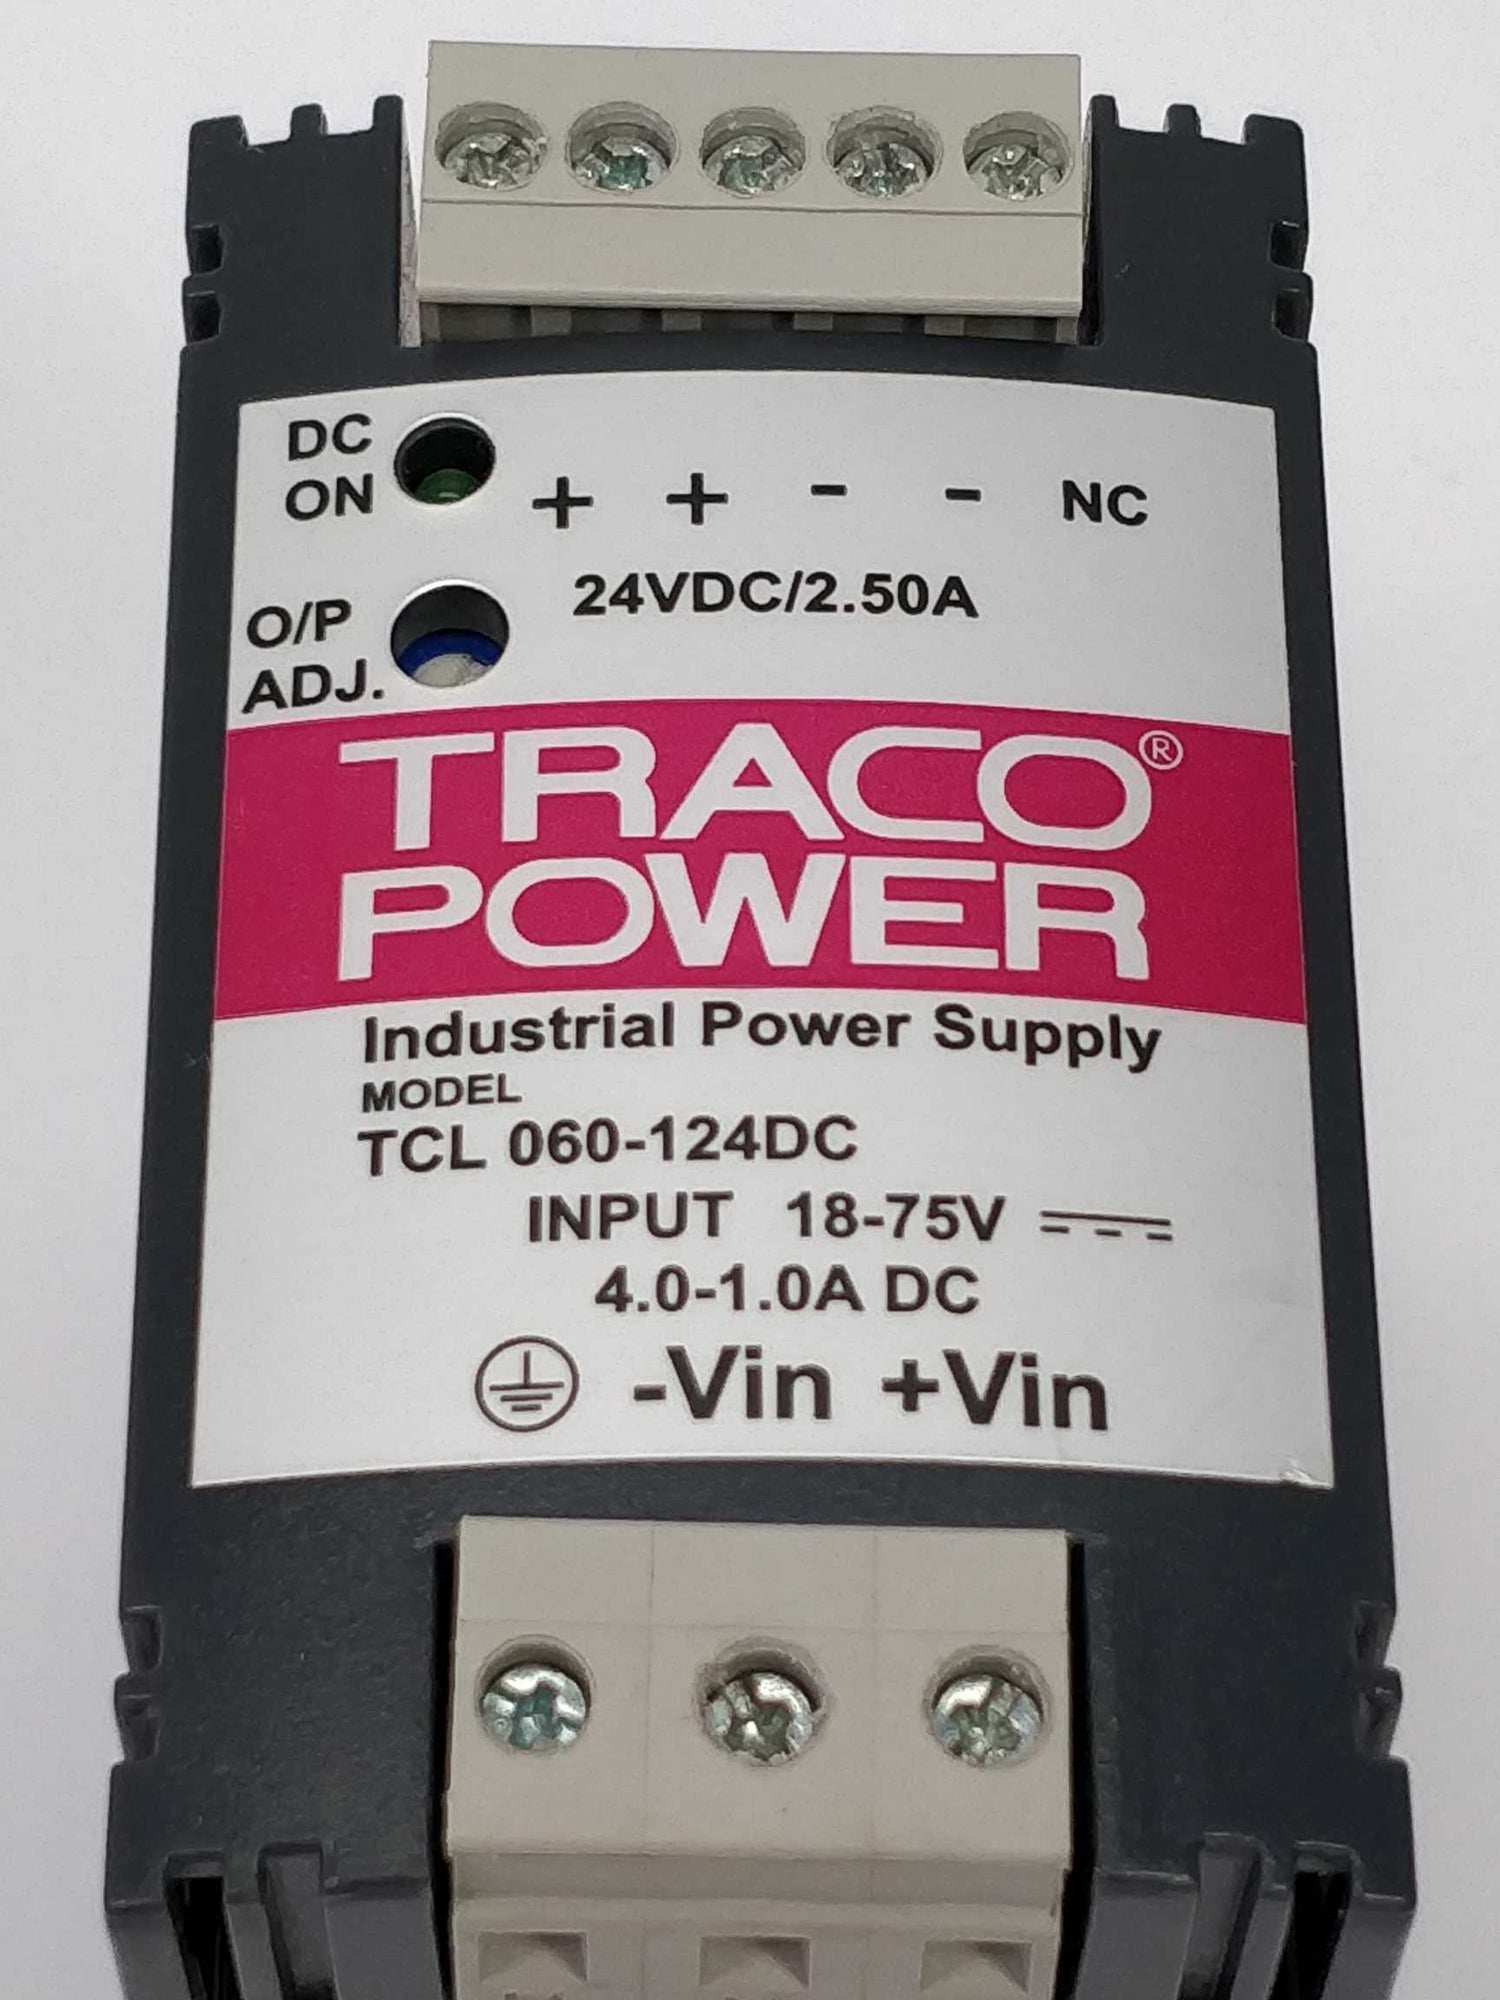 DC
ON
+ + - - NC
24VDC/2.50A
O/P
ADJ.
TRACO®
POWER
Industrial Power Supply
MODEL
TCL 060-124DC
INPUT 18-75V
4.0-1.0A DC
-Vin +Vin